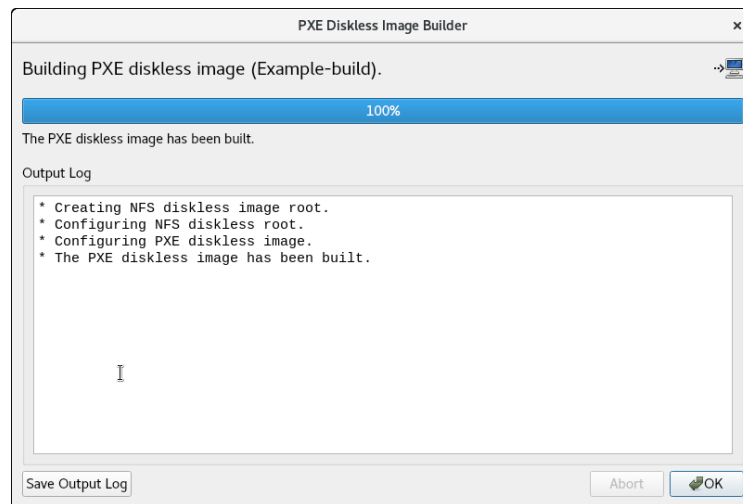 PXE Diskless Image Builder
Building PXE diskless image (Example-build).
100%
The PXE diskless image has been built.
Output Log
* Creating NFS diskless image root.
* Configuring NFS diskless root.
* Configuring PXE diskless image.
* The PXE diskless image has been built.
Save Output Log
Abort
OK